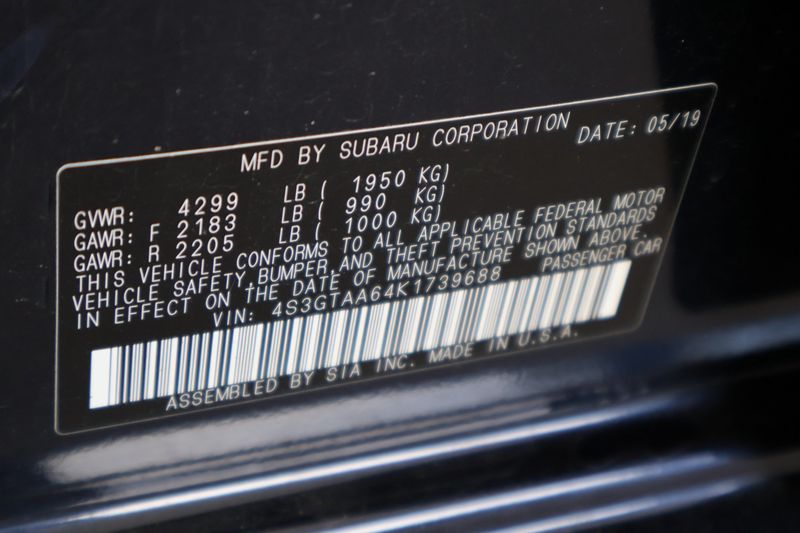 MFD BY SUBARU CORPORATION DATE: 05/19
GVWR: 4299 LB ( 1950 KG)
GAWR: F 2183 LB ( 990 KG)
GAWR: R 2205 LB ( 1000 KG)
THIS VEHICLE CONFORMS TO ALL APPLICABLE FEDERAL MOTOR
VEHICLE SAFETY,BUMPER,AND THEFT PREVENTION STANDARDS
IN EFFECT ON THE DATE OF MANUFACTURE SHOWN ABOVE.
VIN: 4S3GTAA64K1739688 PASSENGER CAR
ASSEMBLED BY SIA INC. MADE IN U.S.A.